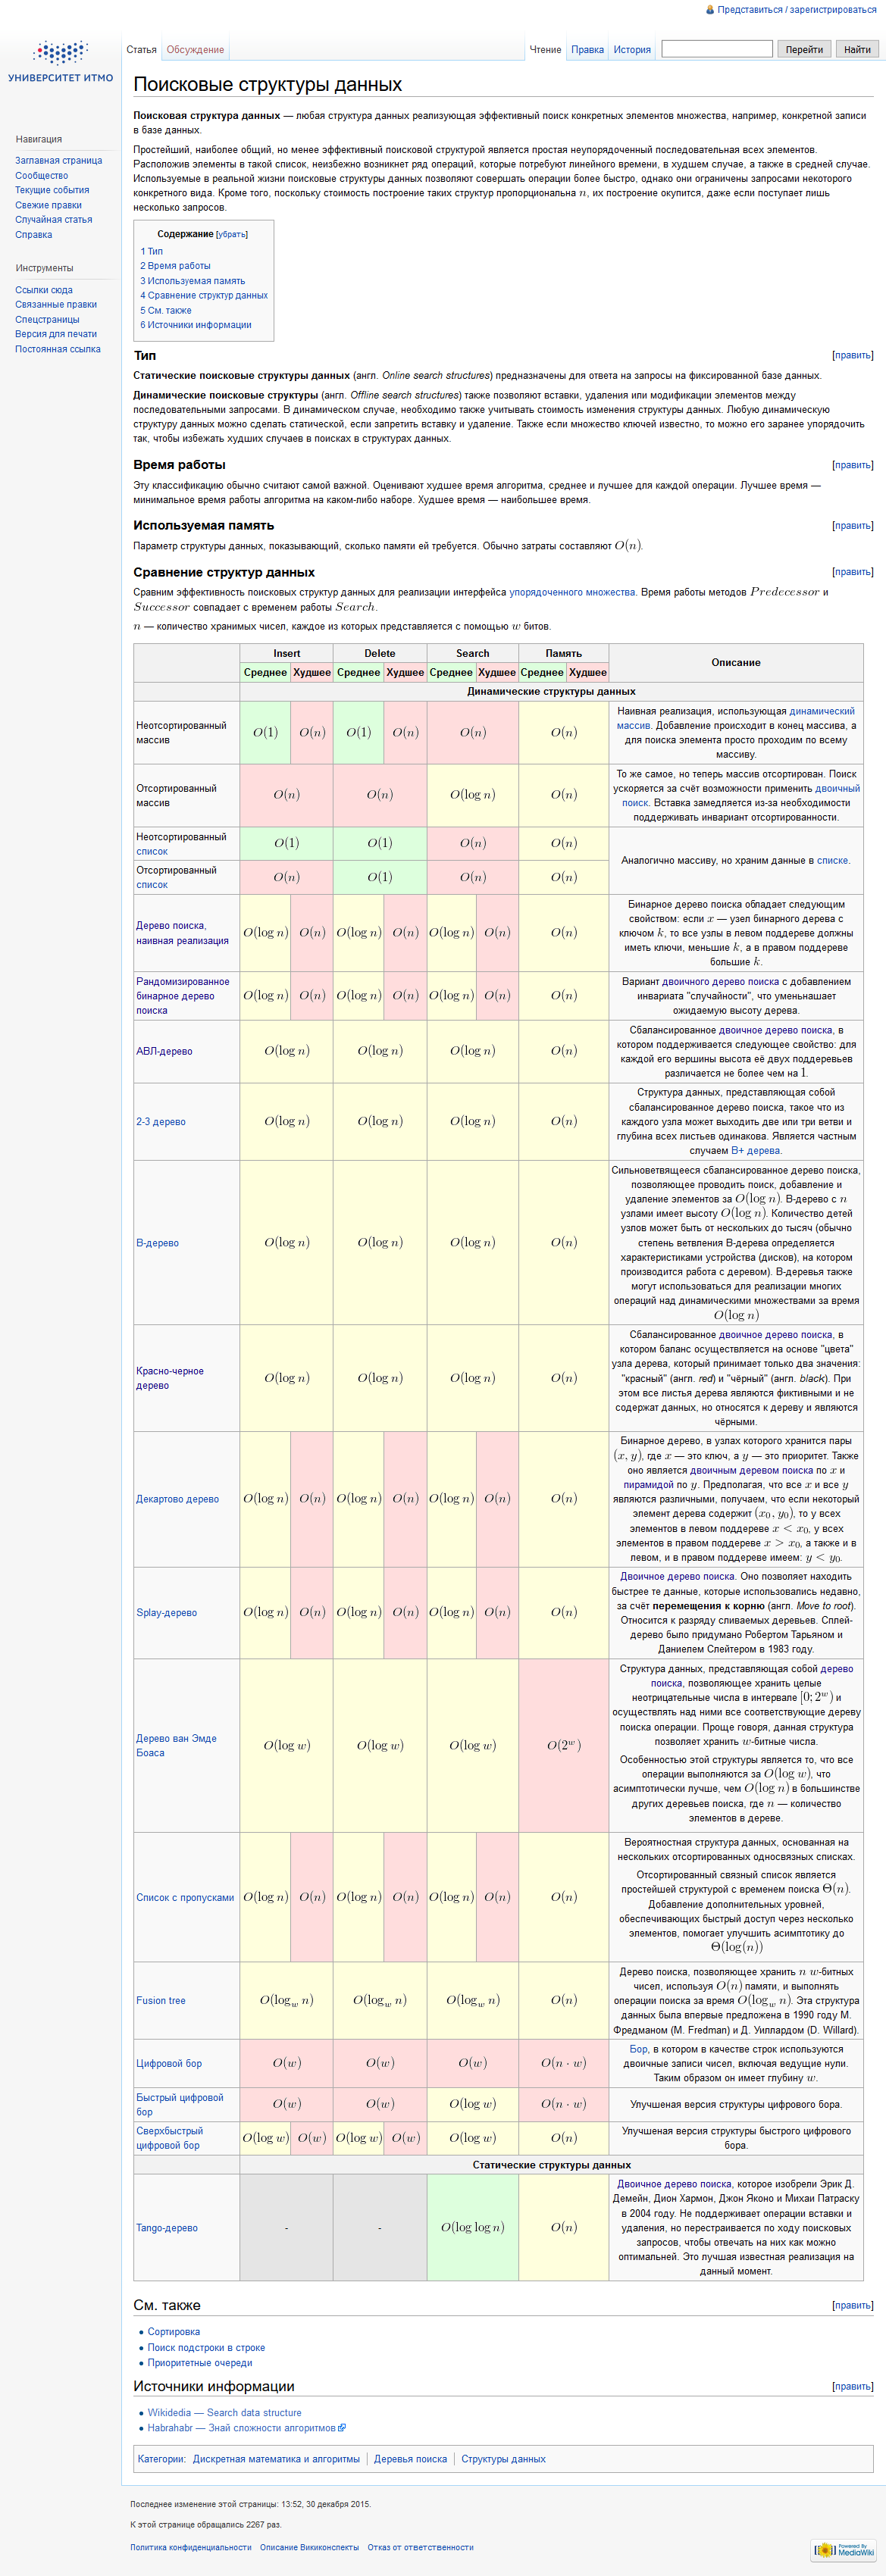 Представиться / зарегистрироваться
УНИВЕРСИТЕТ ИТМО
Статья Обсуждение Чтение Правка История Перейти Найти
Навигация
Заглавная страница
Сообщество
Текущие события
Свежие правки
Случайная статья
Справка
Инструменты
Ссылки сюда
Связанные правки
Спецстраницы
Версия для печати
Постоянная ссылка
Поисковые структуры данных
Поисковая структура данных — любая структура данных реализующая эффективный поиск конкретных элементов множества, например, конкретной записи
в базе данных.
Простейший, наиболее общий, но менее эффективный поисковой структурой является простая неупорядоченный последовательная всех элементов.
Расположив элементы в такой список, неизбежно возникнет ряд операций, которые потребуют линейного времени, в худшем случае, а также в средней случае.
Используемые в реальной жизни поисковые структуры данных позволяют совершать операции более быстро, однако они ограничены запросами некоторого
конкретного вида. Кроме того, поскольку стоимость построение таких структур пропорциональна n, их построение окупится, даже если поступает лишь
несколько запросов.
Содержание [убрать]
1 Тип
2 Время работы
3 Используемая память
4 Сравнение структур данных
5 См. также
6 Источники информации
Тип [править]
Статические поисковые структуры данных (англ. Online search structures) предназначены для ответа на запросы на фиксированной базе данных.
Динамические поисковые структуры (англ. Offline search structures) также позволяют вставки, удаления или модификации элементов между
последовательными запросами. В динамическом случае, необходимо также учитывать стоимость изменения структуры данных. Любую динамическую
структуру данных можно сделать статической, если запретить вставку и удаление. Также если множество ключей известно, то можно его заранее упорядочить
так, чтобы избежать худших случаев в поисках в структурах данных.
Время работы [править]
Эту классификацию обычно считают самой важной. Оценивают худшее время алгоритма, среднее и лучшее для каждой операции. Лучшее время —
минимальное время работы алгоритма на каком-либо наборе. Худшее время — наибольшее время.
Используемая память [править]
Параметр структуры данных, показывающий, сколько памяти ей требуется. Обычно затраты составляют O(n).
Сравнение структур данных [править]
Сравним эффективность поисковых структур данных для реализации интерфейса упорядоченного множества. Время работы методов Predecessor и
Successor совпадает с временем работы Search.
n — количество хранимых чисел, каждое из которых представляется с помощью w битов.
Insert Delete Search Память Описание
Среднее Худшее Среднее Худшее Среднее Худшее Среднее Худшее
Динамические структуры данных
Неотсортированный
массив
O(1) O(n) O(1) O(n) O(n) O(n)
Наивная реализация, использующая динамический
массив. Добавление происходит в конец массива, а
для поиска элемента просто проходим по всему
массиву.
Отсортированный
массив
O(n) O(n) O(log n) O(n)
То же самое, но теперь массив отсортирован. Поиск
ускоряется за счёт возможности применить двоичный
поиск. Вставка замедляется из-за необходимости
поддерживать инвариант отсортированности.
Неотсортированный
список
O(1) O(1) O(n) O(n)
Аналогично массиву, но храним данные в списке.
Отсортированный
список
O(n) O(1) O(n) O(n)
Дерево поиска,
наивная реализация
O(log n) O(n) O(log n) O(n) O(log n) O(n) O(n)
Бинарное дерево поиска обладает следующим
свойством: если x — узел бинарного дерева с
ключом k, то все узлы в левом поддереве должны
иметь ключи, меньшие k, а в правом поддереве
большие k.
Рандомизированное
бинарное дерево
поиска
O(log n) O(n) O(log n) O(n) O(log n) O(n) O(n)
Вариант двоичного дерево поиска с добавлением
инвариата "случайности", что уменьнашает
ожидаемую высоту дерева.
АВЛ-дерево
O(log n) O(log n) O(log n) O(n)
Сбалансированное двоичное дерево поиска, в
котором поддерживается следующее свойство: для
каждой его вершины высота её двух поддеревьев
различается не более чем на 1.
2-3 дерево
O(log n) O(log n) O(log n) O(n)
Структура данных, представляющая собой
сбалансированное дерево поиска, такое что из
каждого узла может выходить две или три ветви и
глубина всех листьев одинакова. Является частным
случаем B+ дерева.
B-дерево
O(log n) O(log n) O(log n) O(n)
Сильноветвящееся сбалансированное дерево поиска,
позволяющее проводить поиск, добавление и
удаление элементов за O(log n). B-дерево с n
узлами имеет высоту O(log n). Количество детей
узлов может быть от нескольких до тысяч (обычно
степень ветвления B-дерева определяется
характеристиками устройства (дисков), на котором
производится работа с деревом). В-деревья также
могут использоваться для реализации многих
операций над динамическими множествами за время
O(log n)
Красно-черное
дерево
O(log n) O(log n) O(log n) O(n)
Сбалансированное двоичное дерево поиска, в
котором баланс осуществляется на основе "цвета"
узла дерева, который принимает только два значения:
"красный" (англ. red) и "чёрный" (англ. black). При
этом все листья дерева являются фиктивными и не
содержат данных, но относятся к дереву и являются
чёрными.
Декартово дерево
O(log n) O(n) O(log n) O(n) O(log n) O(n) O(n)
Бинарное дерево, в узлах которого хранится пары
(x, y), где x — это ключ, а y — это приоритет. Также
оно является двоичным деревом поиска по x и
пирамидой по y. Предполагая, что все x и все y
являются различными, получаем, что если некоторый
элемент дерева содержит (x₀, y₀), то у всех
элементов в левом поддереве x < x₀, у всех
элементов в правом поддереве x > x₀, а также и в
левом, и в правом поддереве имеем: y < y₀.
Splay-дерево
O(log n) O(n) O(log n) O(n) O(log n) O(n) O(n)
Двоичное дерево поиска. Оно позволяет находить
быстрее те данные, которые использовались недавно,
за счёт перемещения к корню (англ. Move to root).
Относится к разряду сливаемых деревьев. Сплей-
дерево было придумано Робертом Тарьяном и
Даниелем Слейтером в 1983 году.
Дерево ван Эмде
Боаса
O(log w) O(log w) O(log w) O(2ʷ)
Структура данных, представляющая собой дерево
поиска, позволяющее хранить целые
неотрицательные числа в интервале [0; 2ʷ) и
осуществлять над ними все соответствующие дереву
поиска операции. Проще говоря, данная структура
позволяет хранить w-битные числа.
Особенностью этой структуры является то, что все
операции выполняются за O(log w), что
асимптотически лучше, чем O(log n) в большинстве
других деревьев поиска, где n — количество
элементов в дереве.
Список с пропусками
O(log n) O(n) O(log n) O(n) O(log n) O(n) O(n)
Вероятностная структура данных, основанная на
нескольких отсортированных односвязных списках.
Отсортированный связный список является
простейшей структурой с временем поиска Θ(n).
Добавление дополнительных уровней,
обеспечивающих быстрый доступ через несколько
элементов, помогает улучшить асимптотику до
Θ(log(n))
Fusion tree
O(log_w n) O(log_w n) O(log_w n) O(n)
Дерево поиска, позволяющее хранить n w-битных
чисел, используя O(n) памяти, и выполнять
операции поиска за время O(log_w n). Эта структура
данных была впервые предложена в 1990 году М.
Фредманом (M. Fredman) и Д. Уиллардом (D. Willard).
Цифровой бор
O(w) O(w) O(w) O(n · w)
Бор, в котором в качестве строк используются
двоичные записи чисел, включая ведущие нули.
Таким образом он имеет глубину w.
Быстрый цифровой
бор
O(w) O(w) O(log w) O(n · w)
Улучшеная версия структуры цифрового бора.
Сверхбыстрый
цифровой бор
O(log w) O(w) O(log w) O(w) O(log w) O(n)
Улучшеная версия структуры быстрого цифрового
бора.
Статические структуры данных
Tango-дерево
- - O(log log n) O(n)
Двоичное дерево поиска, которое изобрели Эрик Д.
Демейн, Дион Хармон, Джон Яконо и Михаи Патраску
в 2004 году. Не поддерживает операции вставки и
удаления, но перестраивается по ходу поисковых
запросов, чтобы отвечать на них как можно
оптимальней. Это лучшая известная реализация на
данный момент.
См. также [править]
Сортировка
Поиск подстроки в строке
Приоритетные очереди
Источники информации [править]
Wikidedia — Search data structure
Habrahabr — Знай сложности алгоритмов
Категории: Дискретная математика и алгоритмы | Деревья поиска | Структуры данных
Последнее изменение этой страницы: 13:52, 30 декабря 2015.
К этой странице обращались 2267 раз.
Политика конфиденциальности Описание Викиконспекты Отказ от ответственности
Powered By
MediaWiki